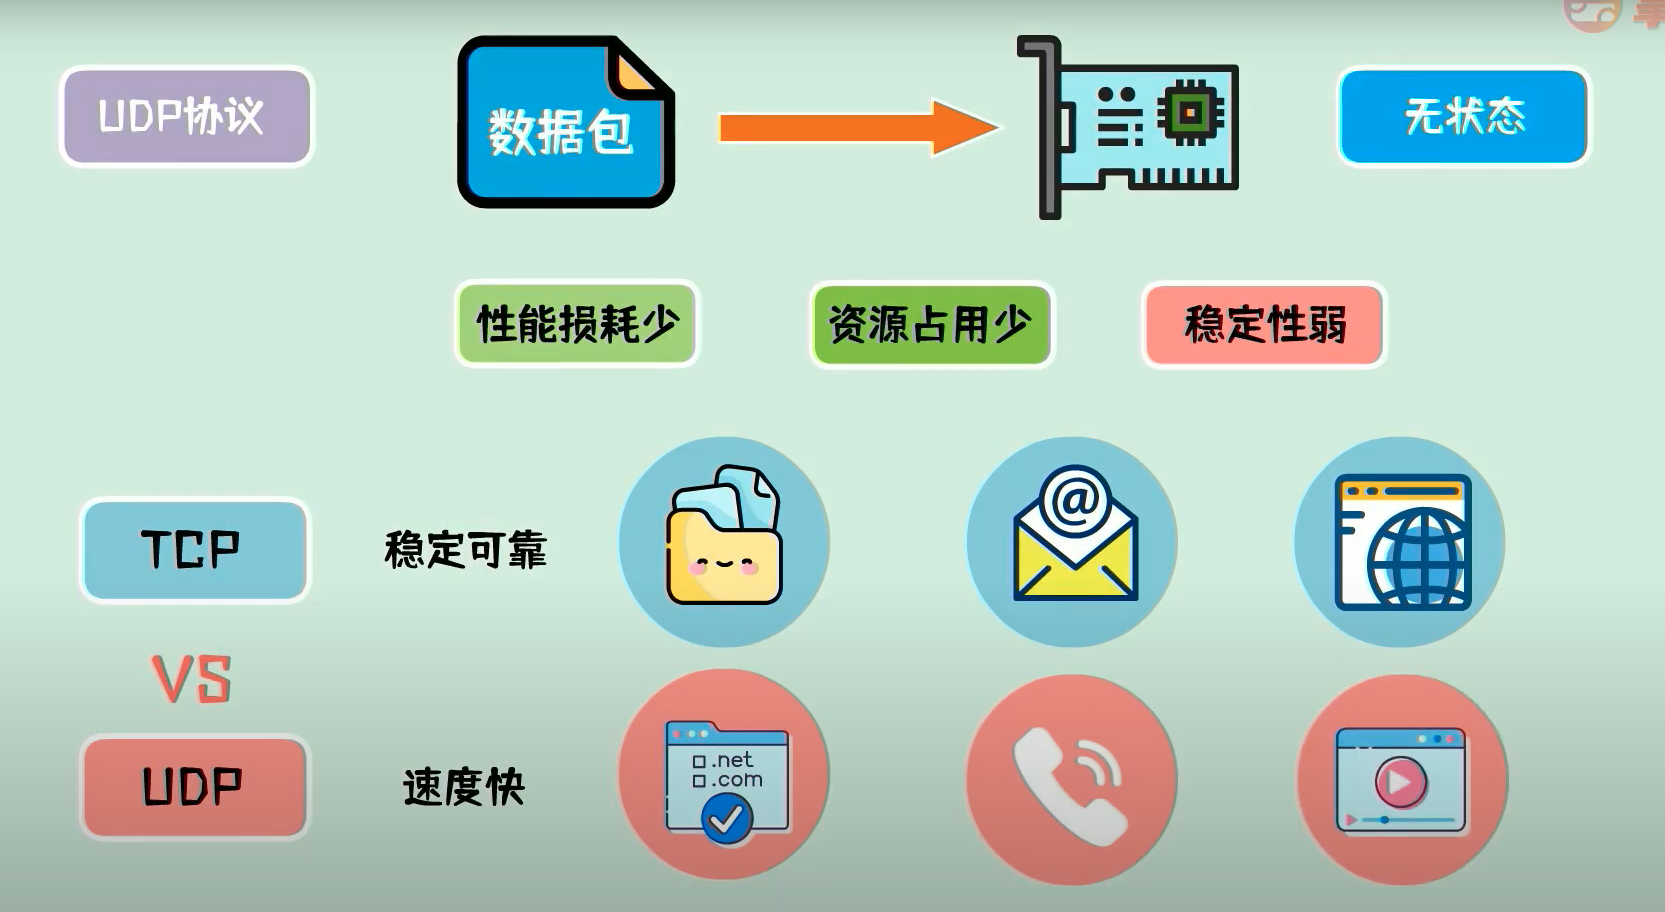 UDP协议
数据包
无状态
性能损耗少
资源占用少
稳定性弱
TCP
稳定可靠
@
VS
UDP
速度快
.net
.com